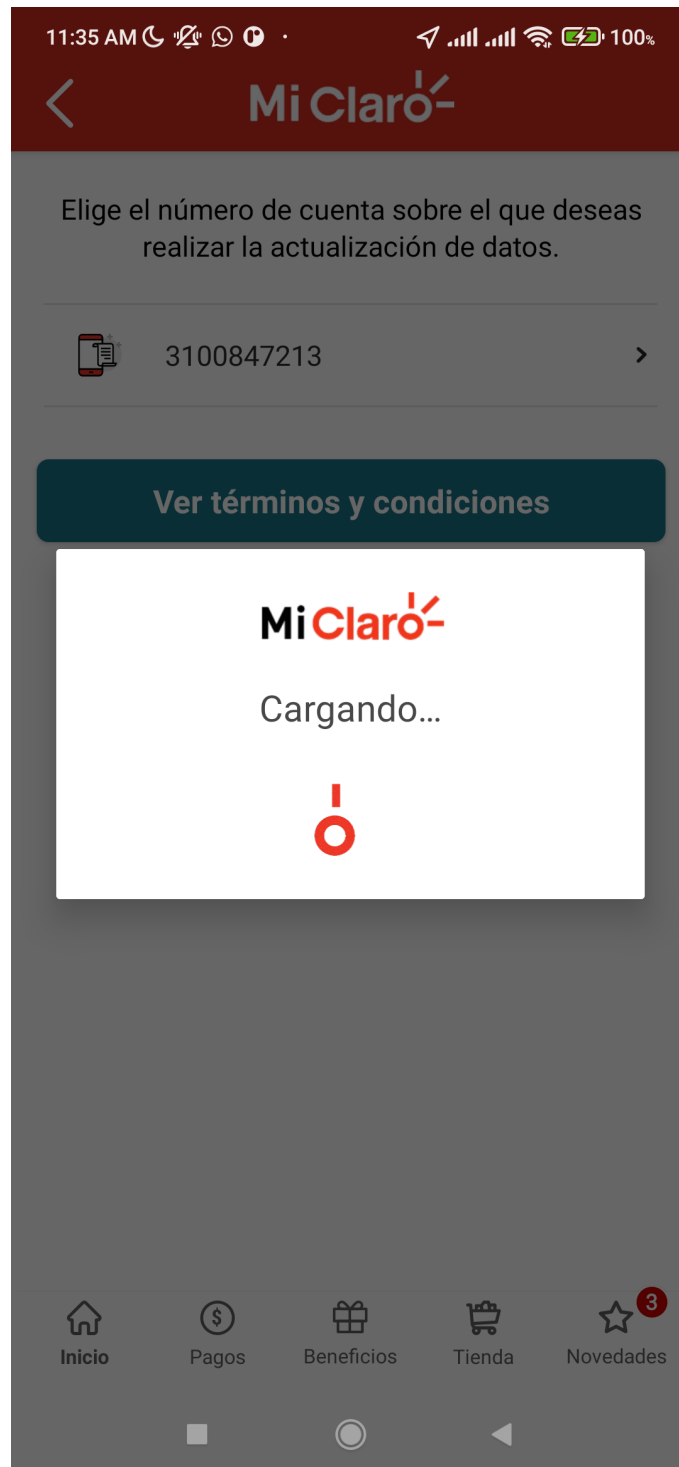 11:35 AM 100%
Mi Claro
Elige el número de cuenta sobre el que deseas
realizar la actualización de datos.
3100847213
Ver términos y condiciones
Mi Claro
Cargando...
3
Inicio Pagos Beneficios Tienda Novedades